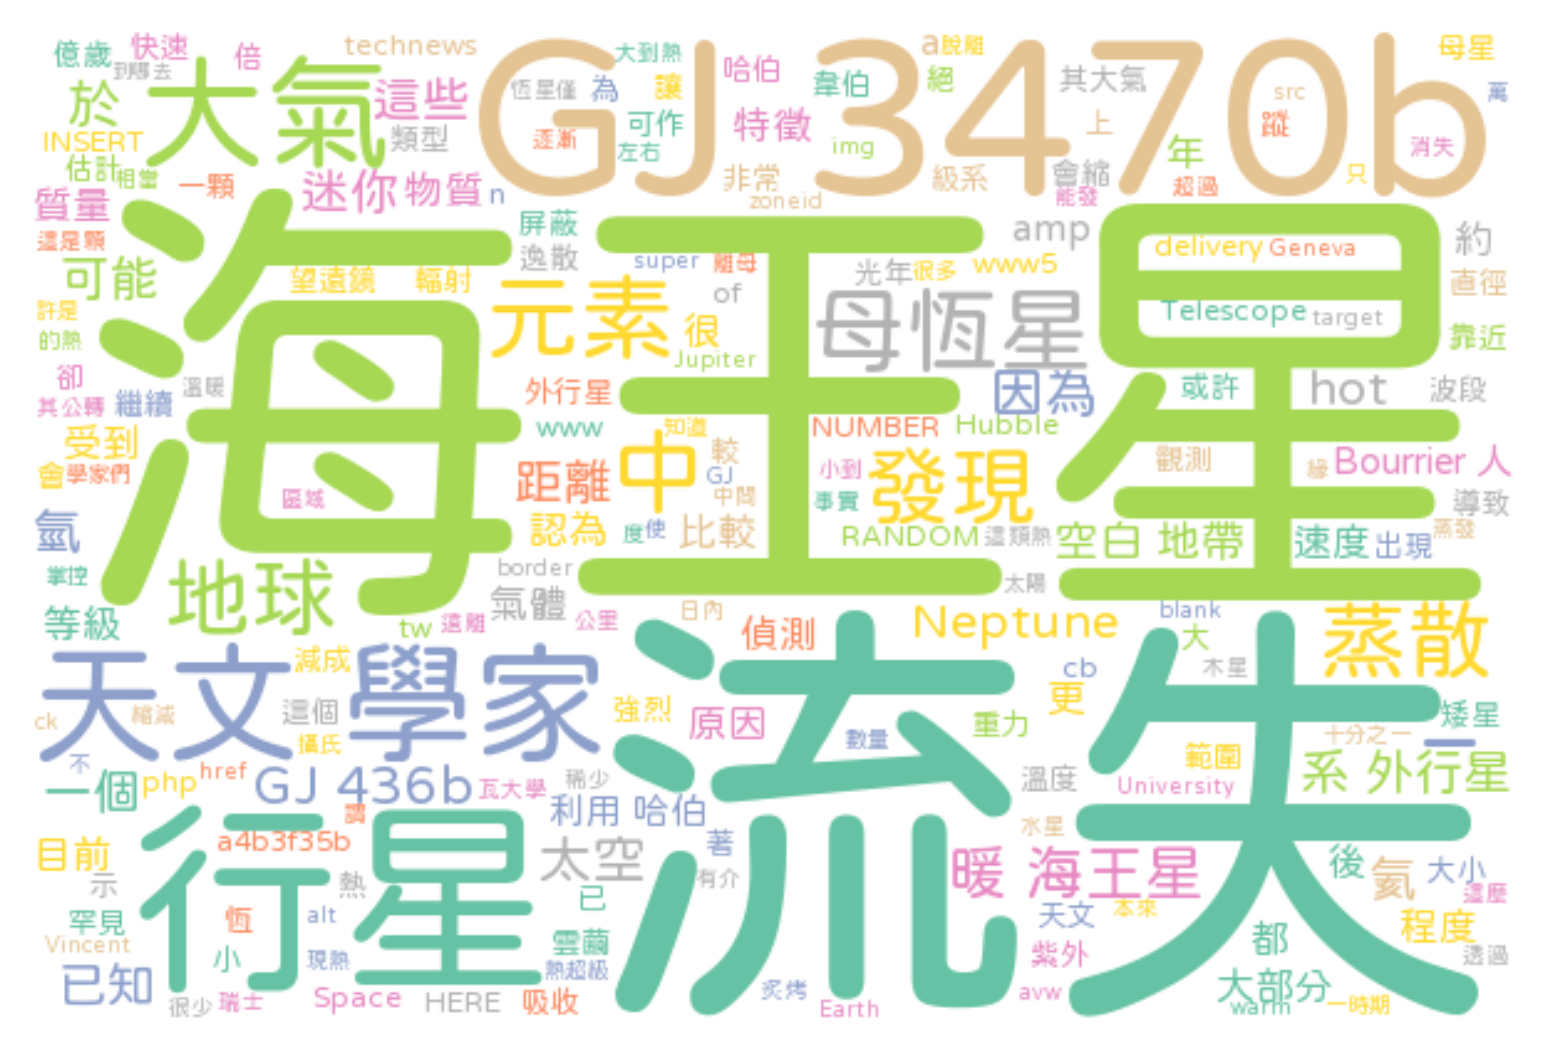 億歲 快速 倍 technews 大到熱 a 脫離 母星
到哪去 GJ 3470b
於 大氣 這些 恆星僅 為 讓 哈伯 韋伯 絕 其大氣 src 萬
INSERT 類型 逐漸 可作 特徵 img 上 蹤 年 消失
估計 相當 一顆 迷你 物質 n 左右 非常 級系 會縮 超過 只
質量 zoneid 能發
這是顆 海王星 屏蔽 amp delivery Geneva 約
可能 望遠鏡 輻射 逸散 super 離母 光年 很多 www5 直徑
許是 元素 of 母恆星 Telescope target
的熱 很 Jupiter 靠近
卻 溫暖 外行星 因為 或許 hot 波段
其公轉 繼續 www 知道 NUMBER Hubble
受到 中 較 小到 發現 觀測 緣 Bourrier 人
會 學家們 區域 距離 GJ 中間 事實 導致
氫 認為 度 使 比較 RANDOM 這類熱 空白 地帶 速度 出現 蒸發
掌控 地球 border 太陽
等級 tw 遠離 氣體 公里 日內 偵測 Neptune blank 大 蒸散
天文學家 減成 流失 cb 木星
ck 縮減 這個 強烈 原因 數量 重力 更 矮星
不 攝氏 十分之一 一
一個 php href GJ 436b 瓦大學 稀少 溫度 範圍 University 系 外行星
行星 謂 利用 哈伯 水星
目前 a4b3f35b 太空 著 暖 海王星 後 氦 大小
示 熱 有介 這麼
罕見 恆 alt 已 天文 本來 程度
Vincent 小 現熱 雲繭 紫外 都 透過
已知 熱超級 炙烤 大部分
很少 瑞士 Space HERE 吸收 Earth avw warm 一時期